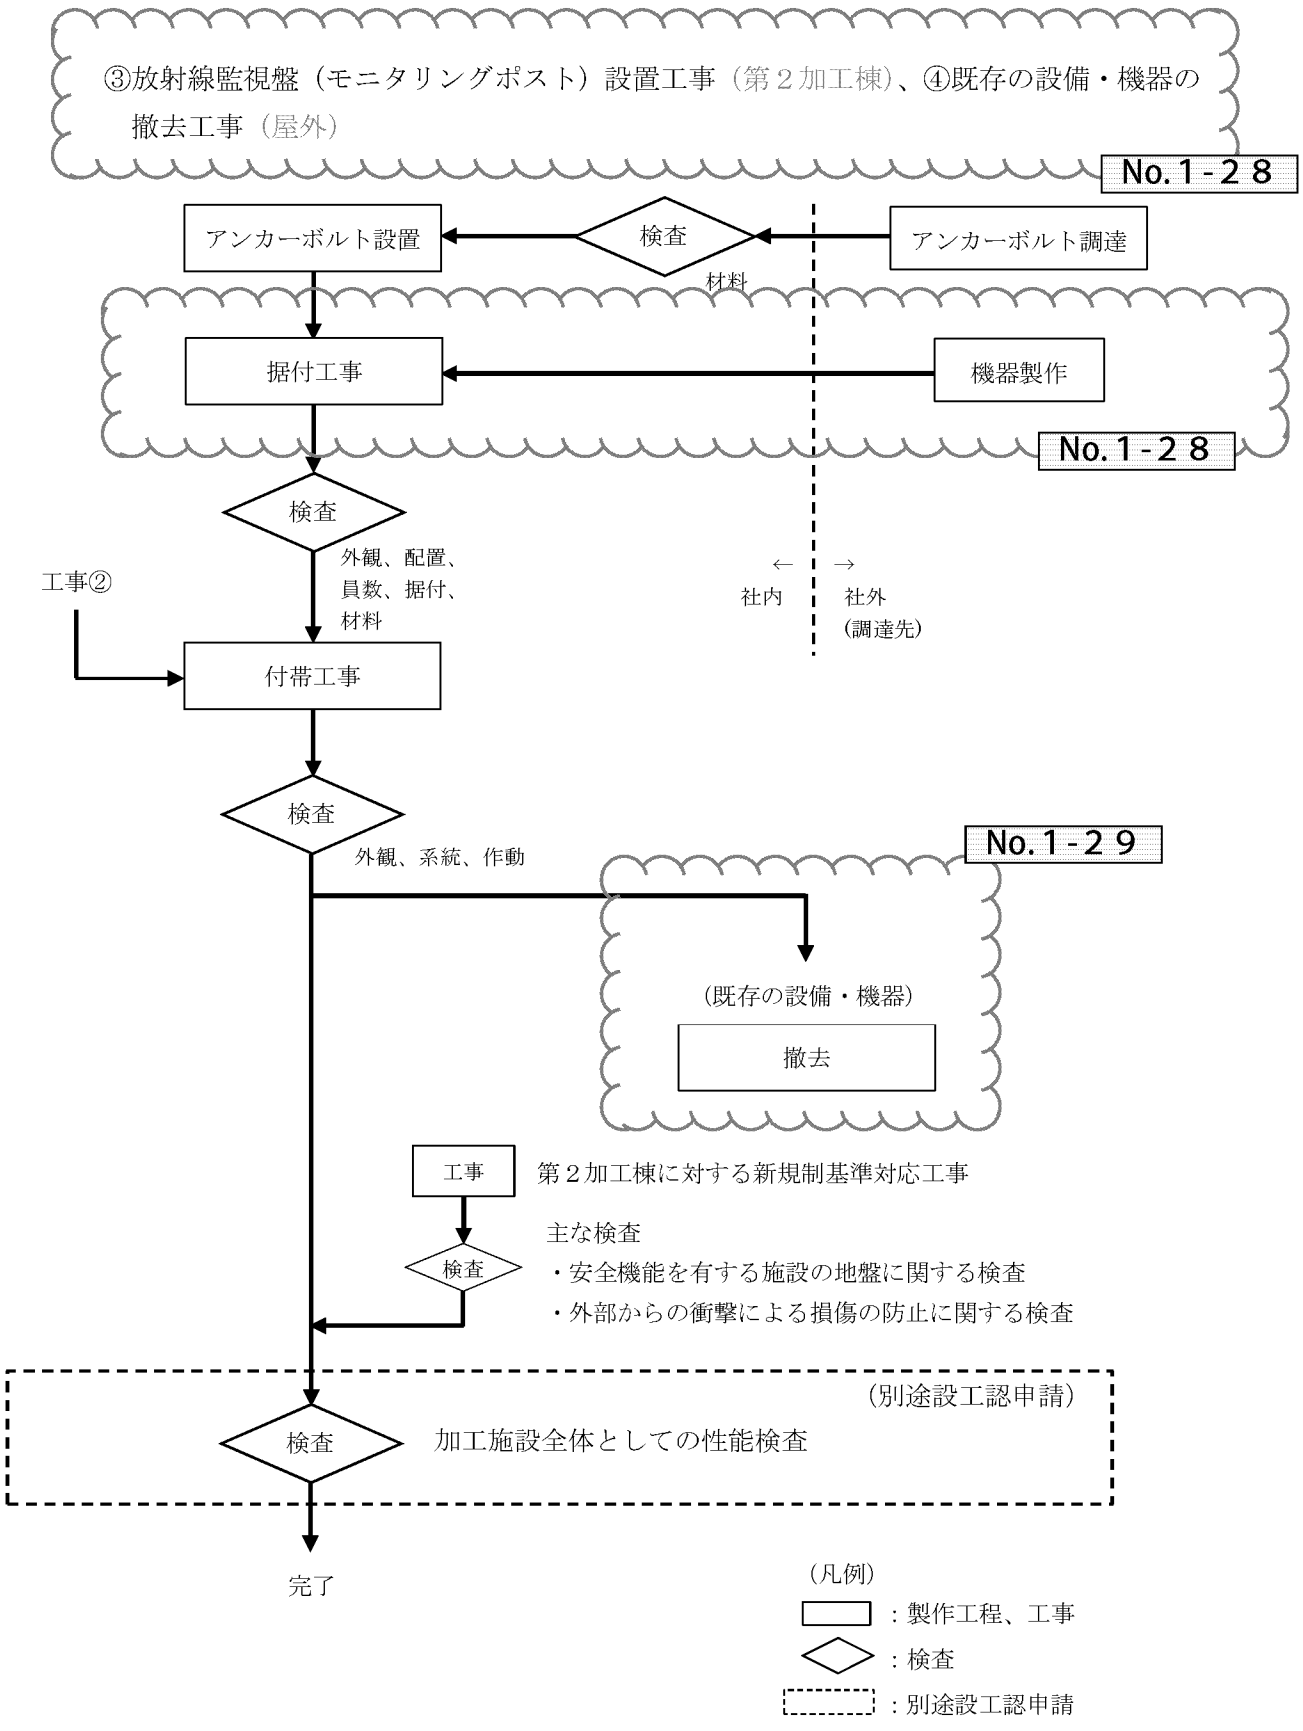 ③放射線監視盤（モニタリングポスト）設置工事（第２加工棟）、④既存の設備・機器の
撤去工事（屋外）
No.１-２８
アンカーボルト設置
検査
アンカーボルト調達
材料
据付工事
機器製作
No.１-２８
検査
外観、配置、
員数、据付、
材料
← →
社内 社外
(調達先)
工事②
付帯工事
検査
外観、系統、作動
No.１-２９
（既存の設備・機器）
撤去
工事
第２加工棟に対する新規制基準対応工事
検査
主な検査
・安全機能を有する施設の地盤に関する検査
・外部からの衝撃による損傷の防止に関する検査
（別途設工認申請）
検査
加工施設全体としての性能検査
完了
（凡例）
：製作工程、工事
：検査
：別途設工認申請